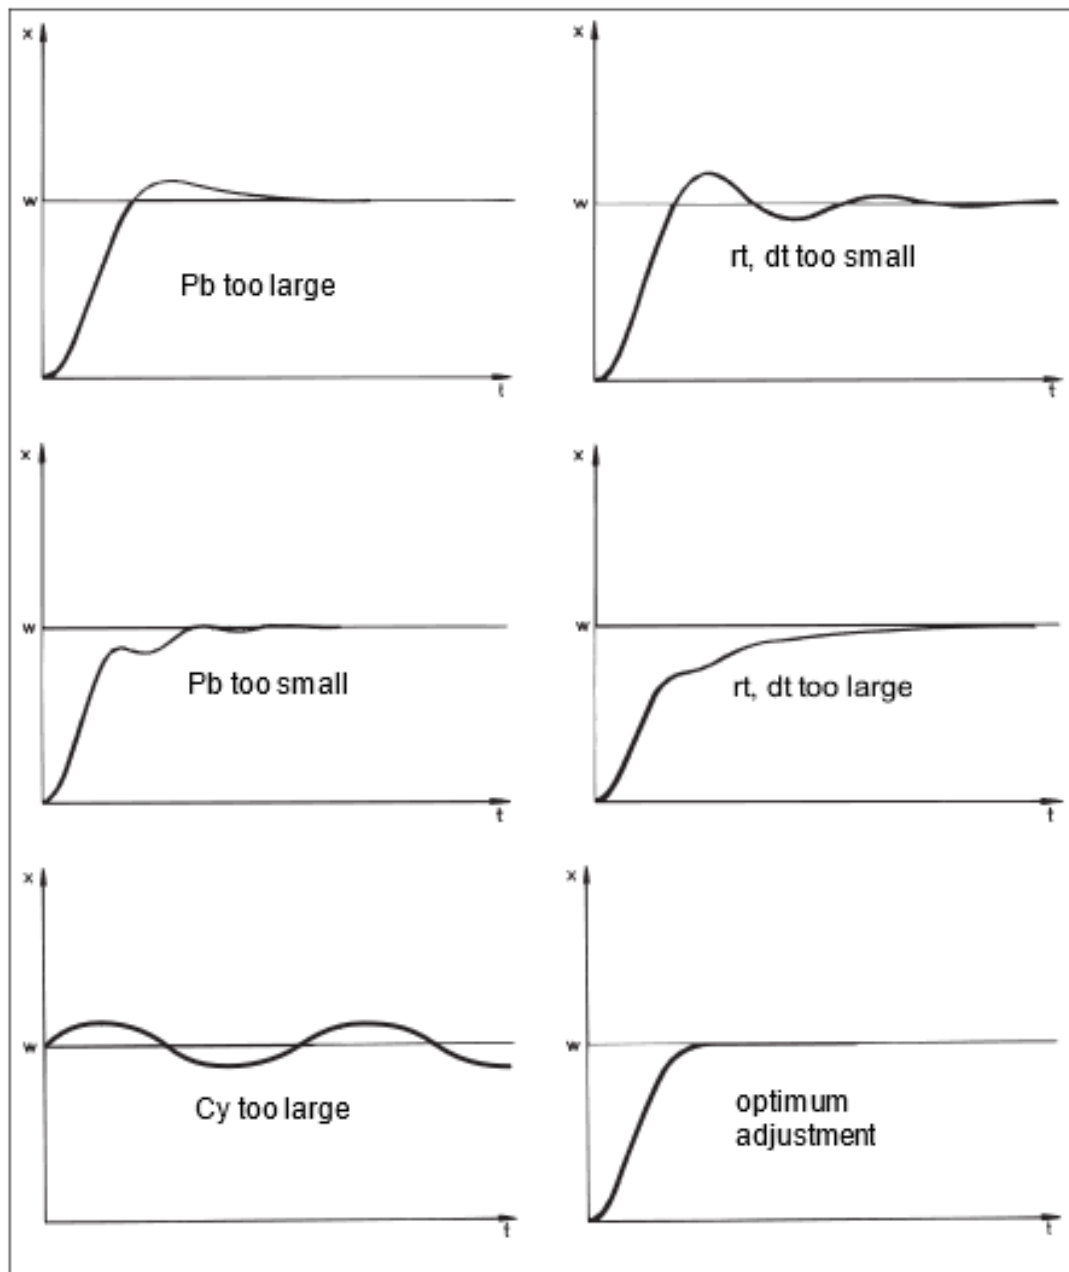 x
w
Pb too large
t
x
w
rt, dt too small
t
x
w
Pb too small
t
x
w
rt, dt too large
t
x
w
Cy too large
t
x
w
optimum
adjustment
t